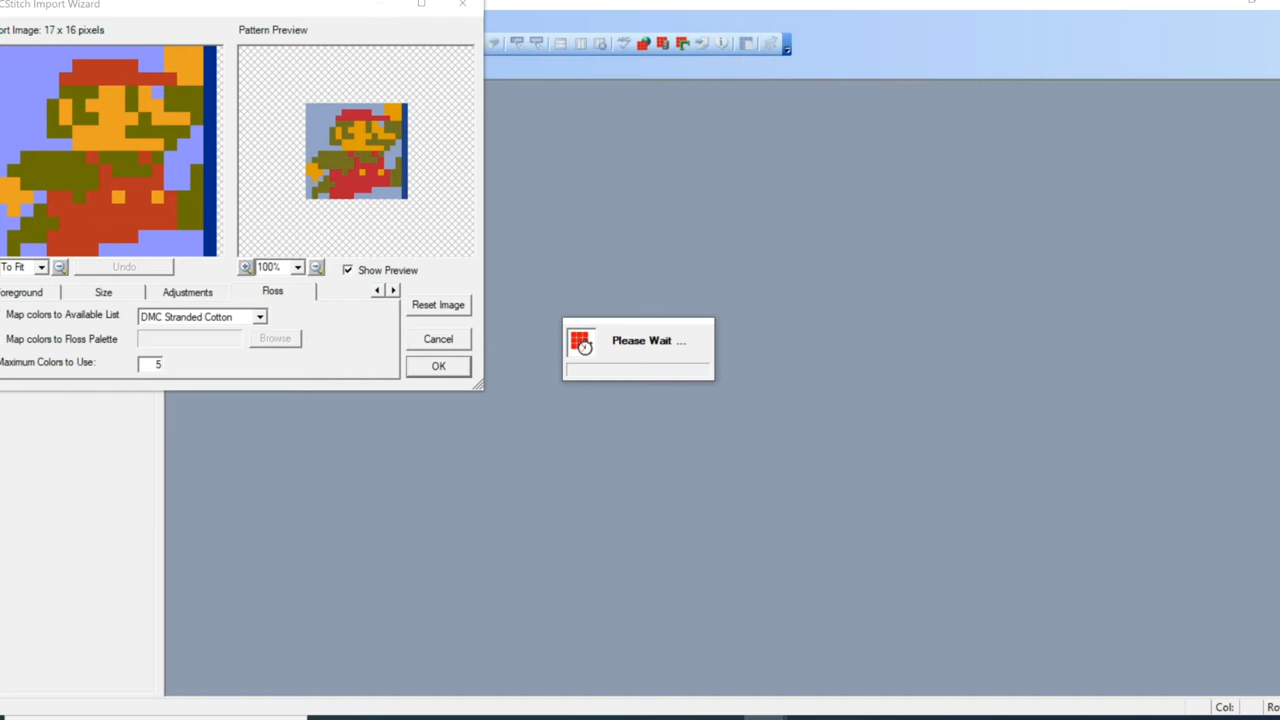 CStitch Import Wizard
ort Image: 17 x 16 pixels
Pattern Preview
To Fit
Undo
100%
Show Preview
oreground
Size
Adjustments
Floss
Map colors to Available List
DMC Stranded Cotton
Reset Image
Map colors to Floss Palette
Browse
Cancel
Maximum Colors to Use:
5
OK
Please Wait ...
Col:
Ro